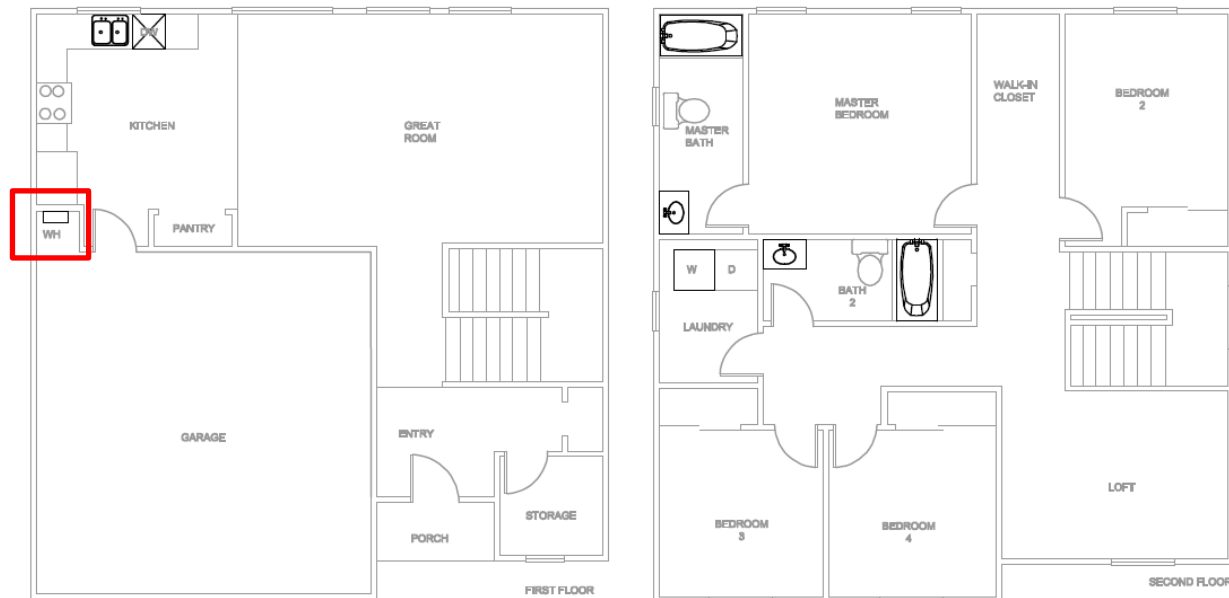 DW
KITCHEN
GREAT
ROOM
WH
PANTRY
GARAGE
ENTRY
STORAGE
PORCH
FIRST FLOOR
WALK-IN
CLOSET
BEDROOM
2
MASTER
BEDROOM
MASTER
BATH
W
D
BATH
2
LAUNDRY
LOFT
BEDROOM
3
BEDROOM
4
SECOND FLOOR